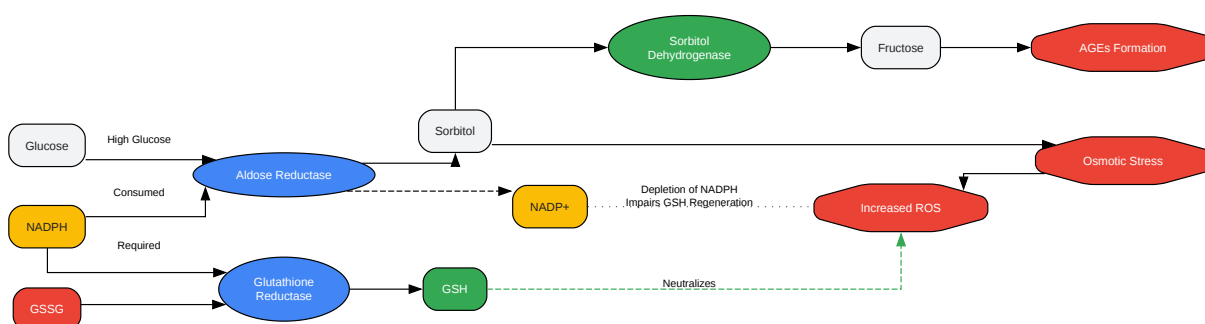 Sorbitol
Dehydrogenase
Fructose
AGEs Formation
Glucose
High Glucose
Sorbitol
Aldose Reductase
Osmotic Stress
Consumed
NADPH
NADP+
Depletion of NADPH
Impairs GSH Regeneration
Increased ROS
Required
Glutathione
Reductase
GSH
Neutralizes
GSSG